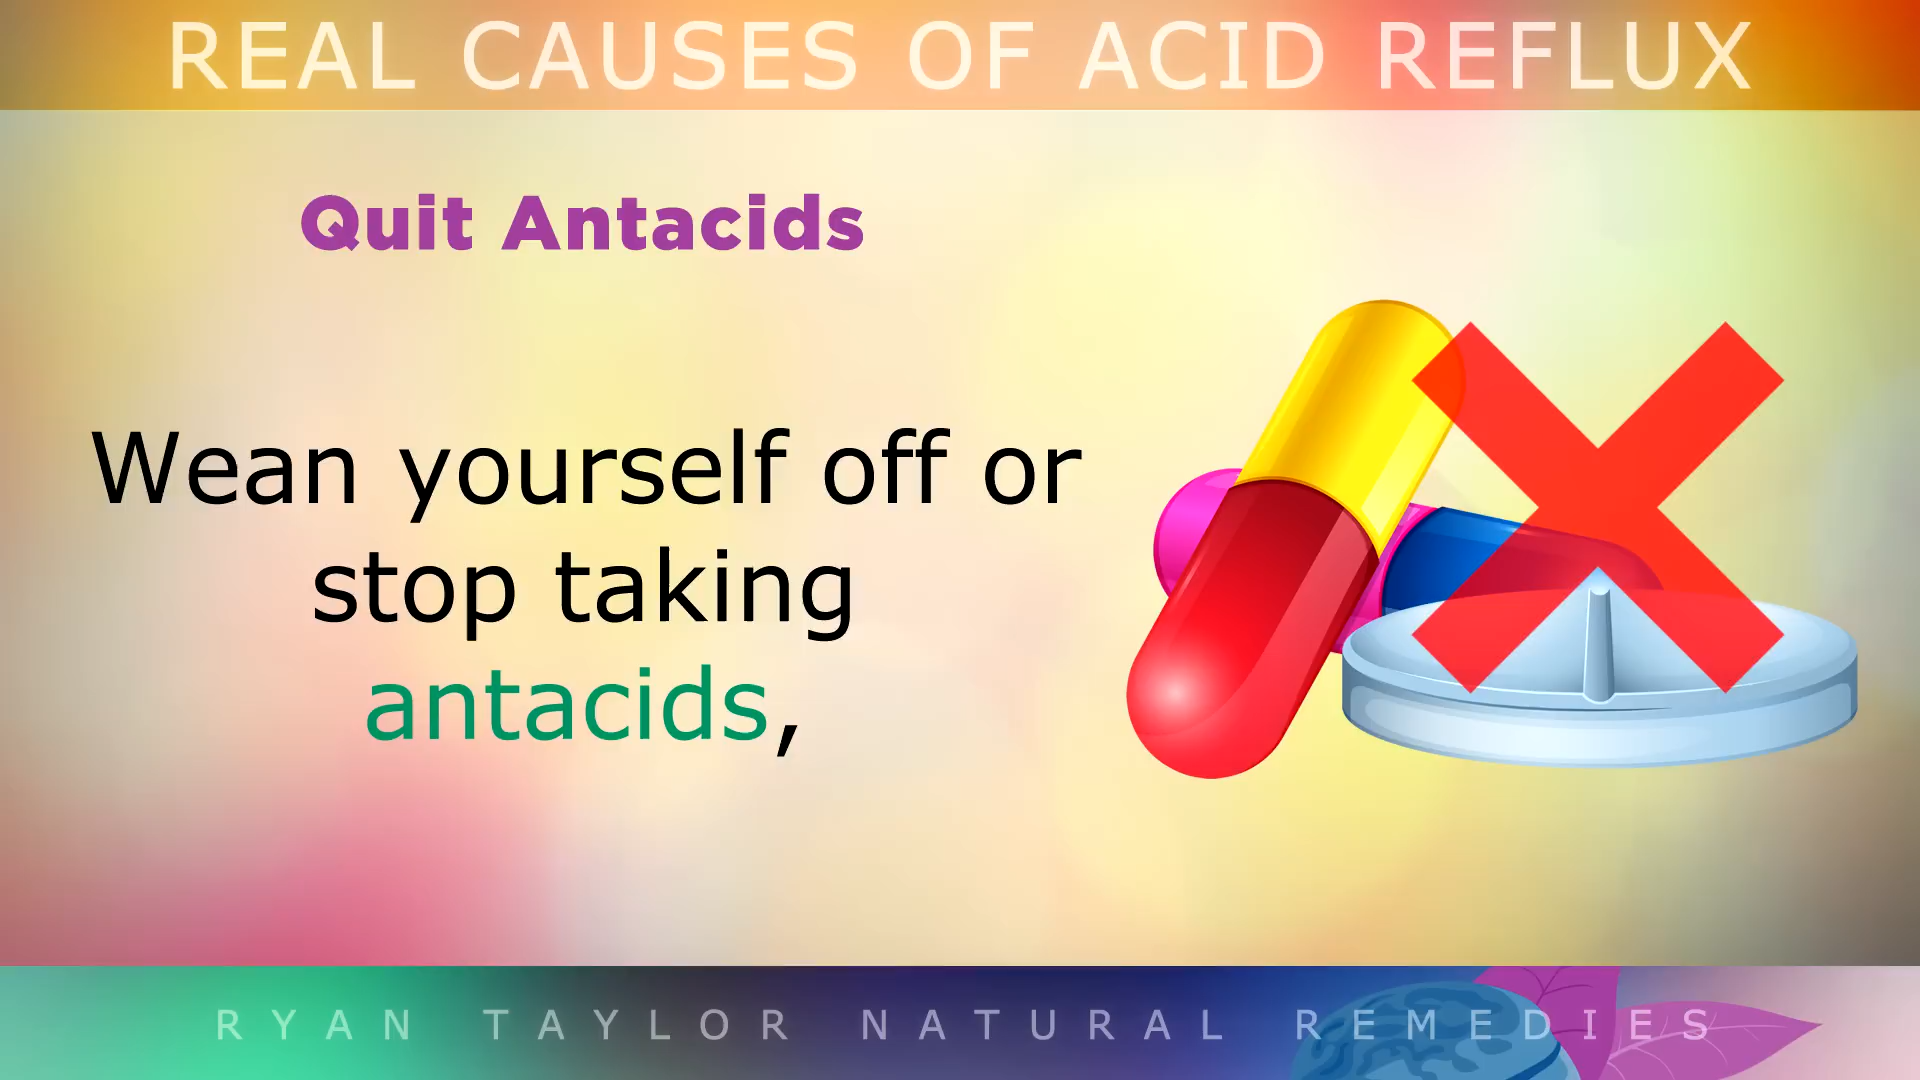 REAL CAUSES OF ACID REFLUX
Quit Antacids
Wean yourself off or
stop taking
antacids,
RYAN TAYLOR NATURAL REMEDIES